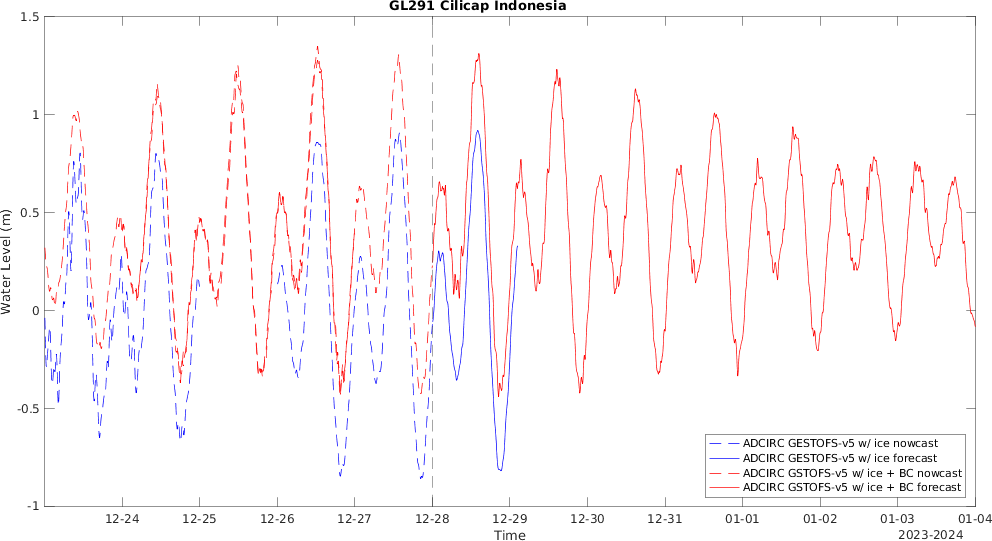 GL291 Cilicap Indonesia
1.5
1
0.5
0
-0.5
-1
Water Level (m)
ADCIRC GESTOFS-v5 w/ ice nowcast
ADCIRC GESTOFS-v5 w/ ice forecast
ADCIRC GSTOFS-v5 w/ ice + BC nowcast
ADCIRC GSTOFS-v5 w/ ice + BC forecast
12-24 12-25 12-26 12-27 12-28 12-29 12-30 12-31 01-01 01-02 01-03 01-04
Time
2023-2024